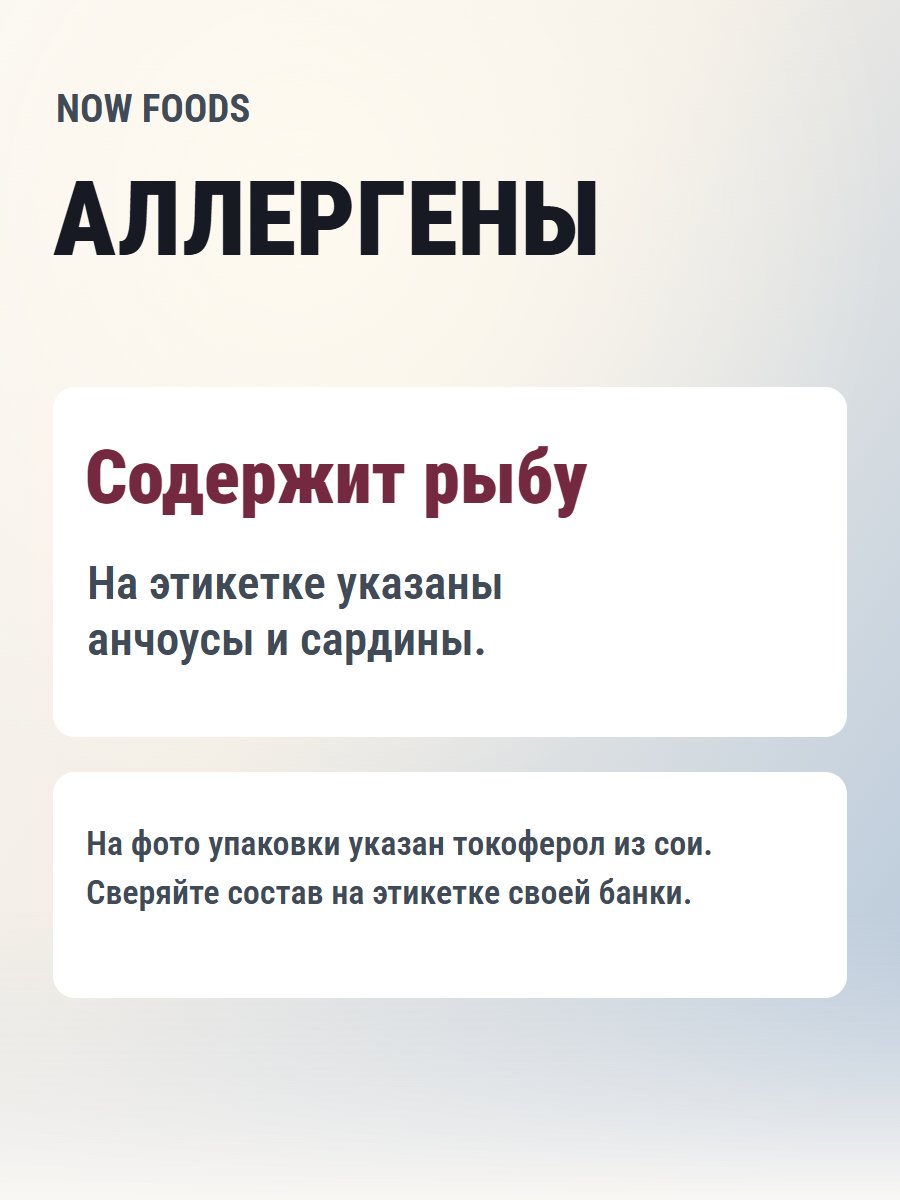 NOW FOODS
АЛЛЕРГЕНЫ
Содержит рыбу
На этикетке указаны
анчоусы и сардины.
На фото упаковки указан токоферол из сои.
Сверяйте состав на этикетке своей банки.